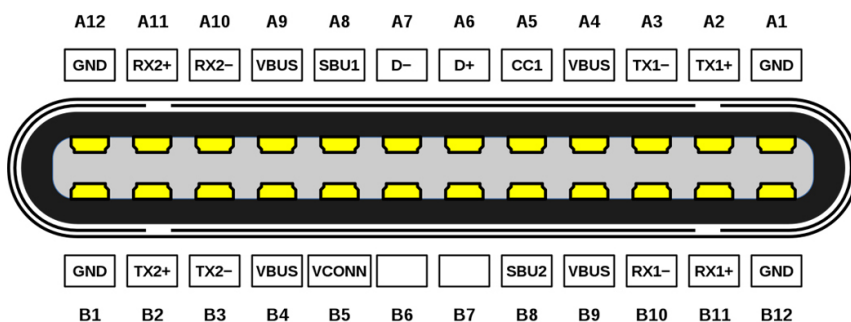 A12 A11 A10 A9 A8 A7 A6 A5 A4 A3 A2 A1
GND RX2+ RX2− VBUS SBU1 D− D+ CC1 VBUS TX1− TX1+ GND
GND TX2+ TX2− VBUS VCONN SBU2 VBUS RX1− RX1+ GND
B1 B2 B3 B4 B5 B6 B7 B8 B9 B10 B11 B12